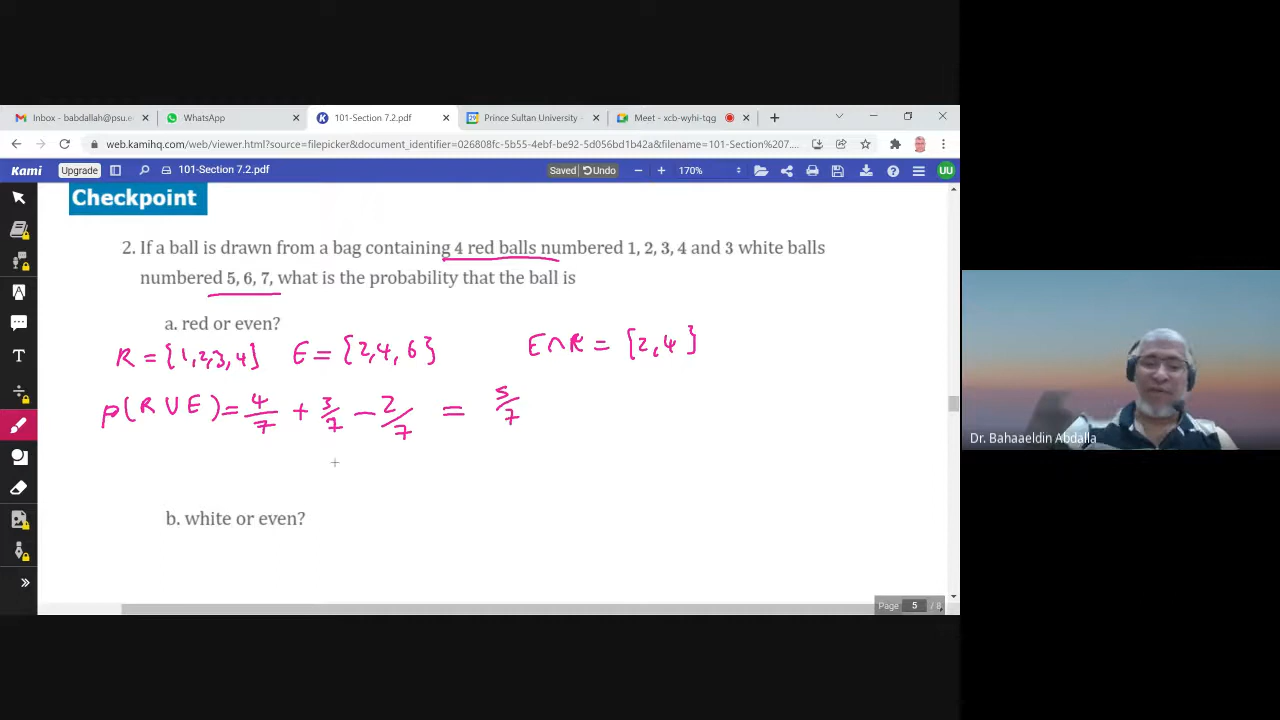 Inbox - babdallah@psu.e
WhatsApp
101-Section 7.2.pdf
Prince Sultan University -
Meet - xcb-wyhi-tqg
web.kamihq.com/web/viewer.html?source=filepicker&document_identifier=026808fc-5b55-4ebf-be92-5d056bd1b42a&filename=101-Section%207....
Kami Upgrade 101-Section 7.2.pdf Saved Undo 170% UU
Checkpoint
2. If a ball is drawn from a bag containing 4 red balls numbered 1, 2, 3, 4 and 3 white balls
numbered 5, 6, 7, what is the probability that the ball is
a. red or even?
R = {1,2,3,4} E = {2,4,6} E∩R = {2,4}
P(R U E) = 4/7 + 3/7 - 2/7 = 5/7
b. white or even?
Page 5 / 8
Dr. Bahaaeldin Abdalla